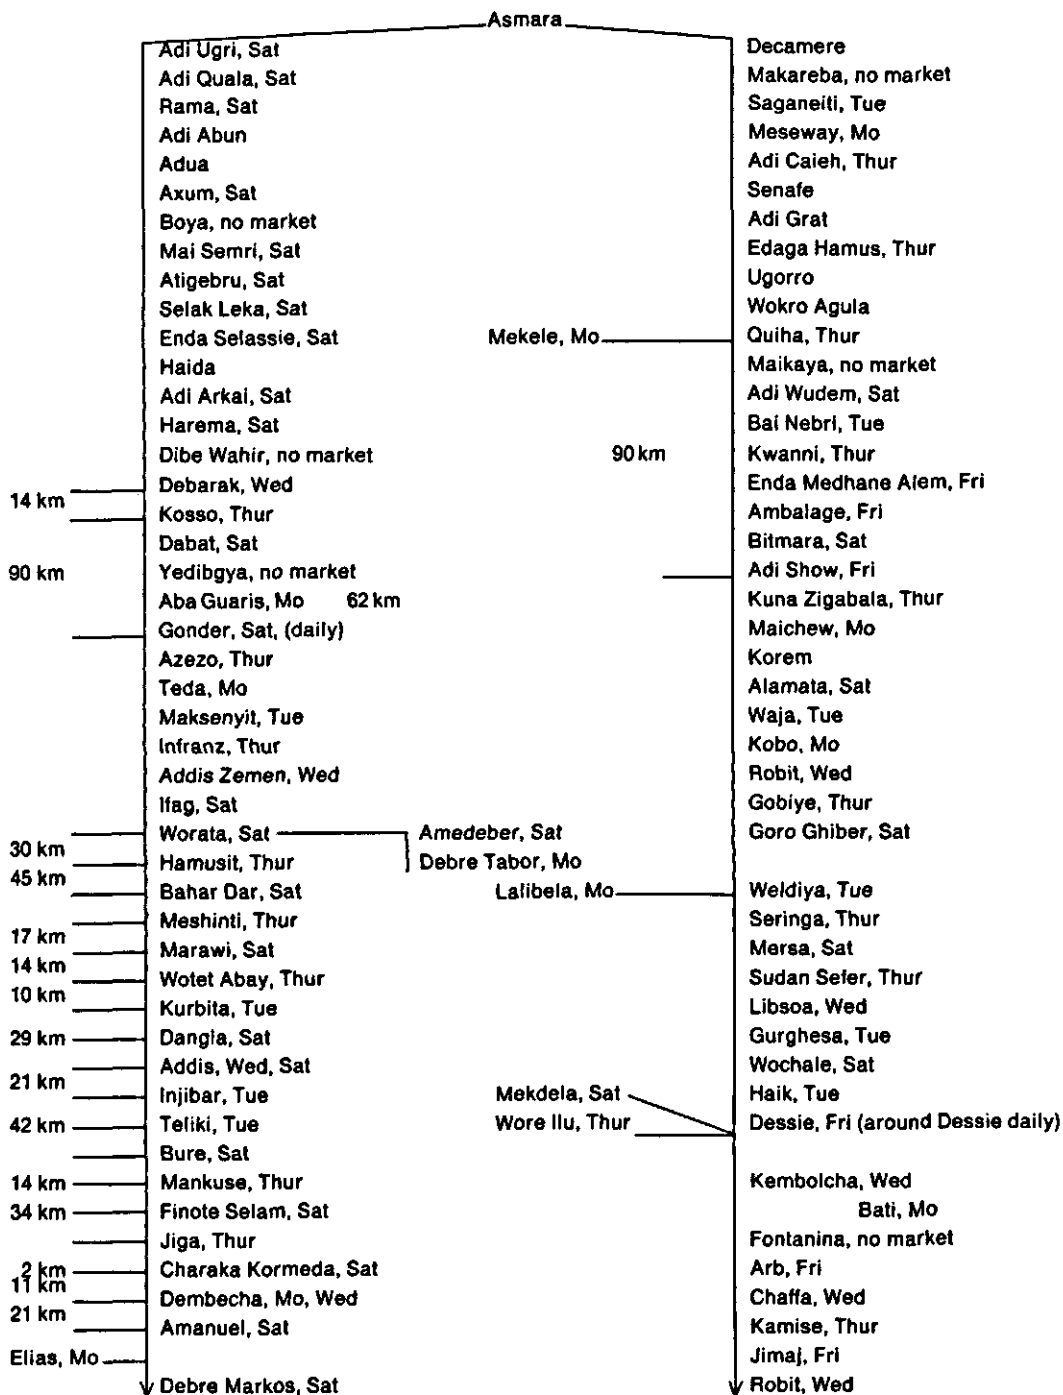 Asmara
Adi Ugri, Sat
Adi Quala, Sat
Rama, Sat
Adi Abun
Adua
Axum, Sat
Boya, no market
Mai Semri, Sat
Atigebru, Sat
Selak Leka, Sat
Enda Selassie, Sat
Haida
Adi Arkai, Sat
Harema, Sat
Dibe Wahir, no market
Debarak, Wed
14 km
Kosso, Thur
Dabat, Sat
90 km
Yedibgya, no market
Aba Guaris, Mo 62 km
Gonder, Sat, (daily)
Azezo, Thur
Teda, Mo
Maksenyit, Tue
Infranz, Thur
Addis Zemen, Wed
Ifag, Sat
Worata, Sat
Amedeber, Sat
Debre Tabor, Mo
30 km
Hamusit, Thur
45 km
Bahar Dar, Sat
Meshinti, Thur
17 km
Marawi, Sat
14 km
Wotet Abay, Thur
10 km
Kurbita, Tue
29 km
Dangla, Sat
Addis, Wed, Sat
21 km
Injibar, Tue
42 km
Teliki, Tue
Bure, Sat
14 km
Mankuse, Thur
34 km
Finote Selam, Sat
Jiga, Thur
2 km
Charaka Kormeda, Sat
11 km
Dembecha, Mo, Wed
21 km
Amanuel, Sat
Elias, Mo
Debre Markos, Sat
Decamere
Makareba, no market
Saganeiti, Tue
Meseway, Mo
Adi Caieh, Thur
Senafe
Adi Grat
Edaga Hamus, Thur
Ugorro
Wokro Agula
Mekele, Mo
Quiha, Thur
Maikaya, no market
Adi Wudem, Sat
Bai Nebri, Tue
90 km
Kwanni, Thur
Enda Medhane Alem, Fri
Ambalage, Fri
Bitmara, Sat
Adi Show, Fri
Kuna Zigabala, Thur
Maichew, Mo
Korem
Alamata, Sat
Waja, Tue
Kobo, Mo
Robit, Wed
Gobiye, Thur
Goro Ghiber, Sat
Lalibela, Mo
Weldiya, Tue
Seringa, Thur
Mersa, Sat
Sudan Sefer, Thur
Libsoa, Wed
Gurghesa, Tue
Wochale, Sat
Mekdela, Sat
Haik, Tue
Wore Ilu, Thur
Dessie, Fri (around Dessie daily)
Kembolcha, Wed
Bati, Mo
Fontanina, no market
Arb, Fri
Chaffa, Wed
Kamise, Thur
Jimaj, Fri
Robit, Wed